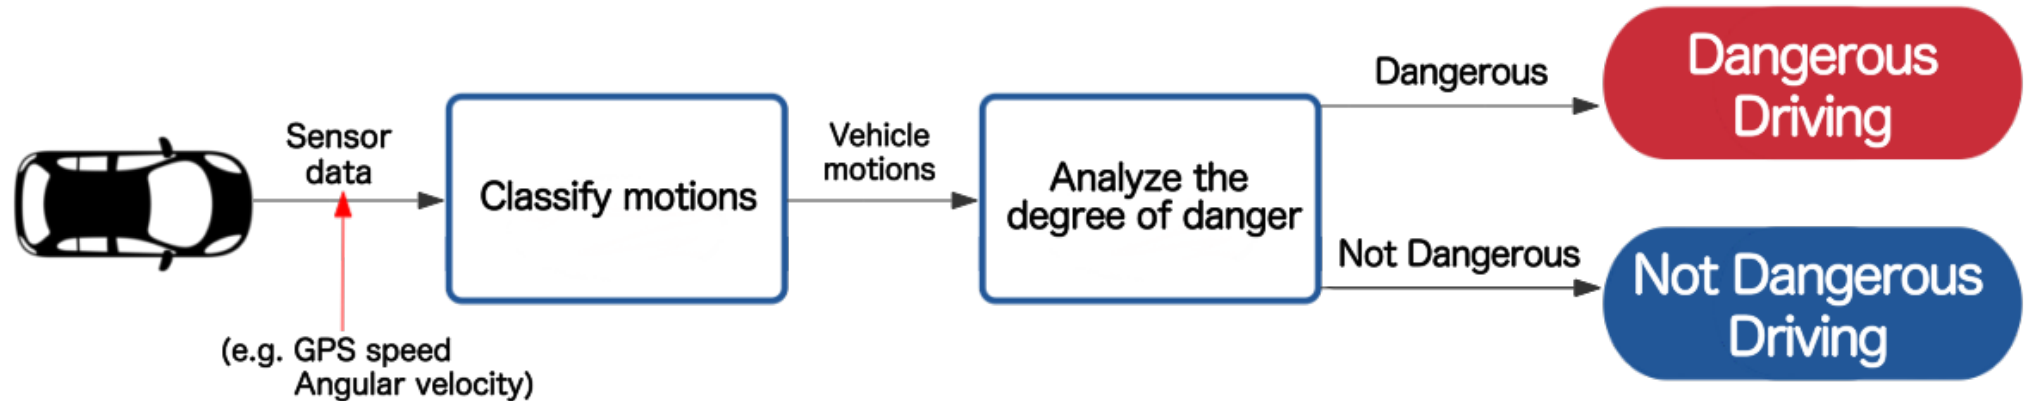 Sensor
data
(e.g. GPS speed
Angular velocity)
Classify motions
Vehicle
motions
Analyze the
degree of danger
Dangerous
Dangerous
Driving
Not Dangerous
Not Dangerous
Driving